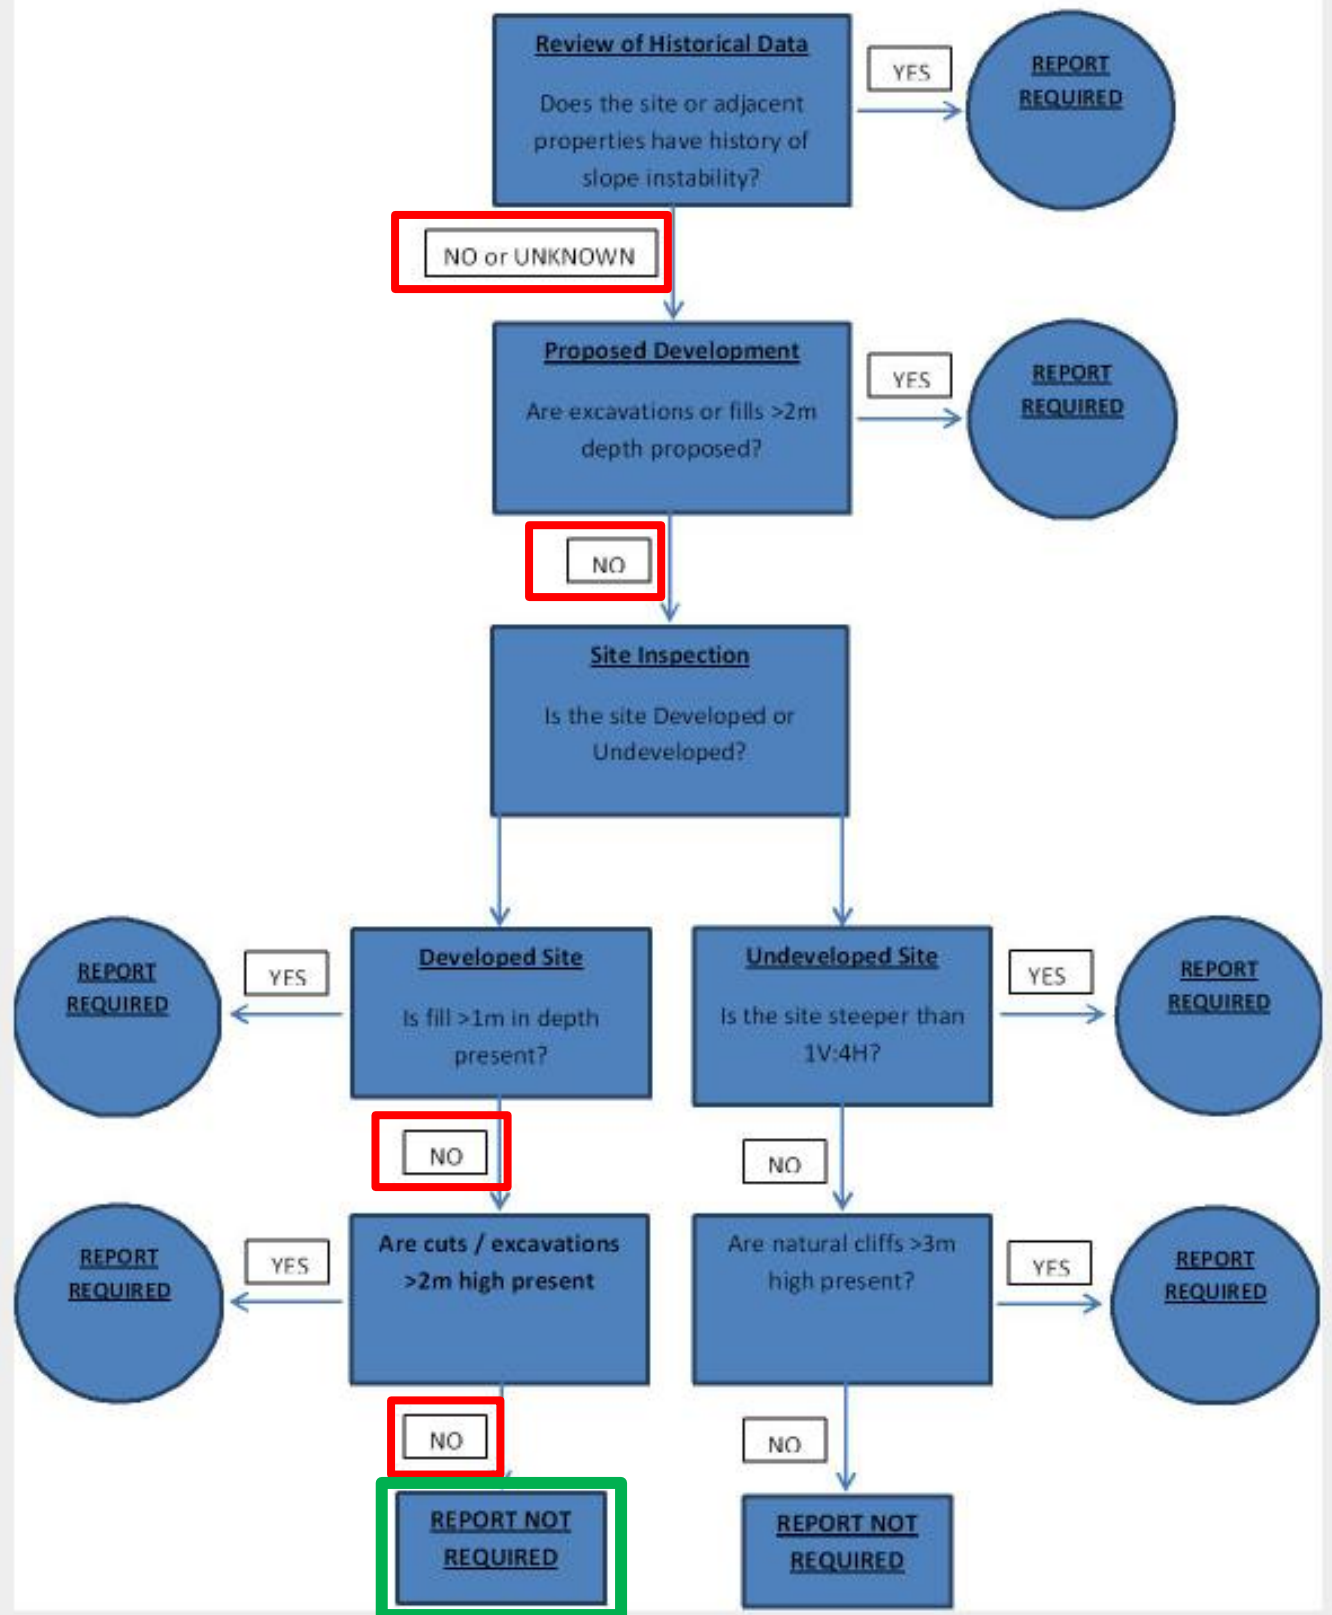 Review of Historical Data
Does the site or adjacent
properties have history of
slope instability?
YES
REPORT
REQUIRED
NO or UNKNOWN
Proposed Development
Are excavations or fills >2m
depth proposed?
YES
REPORT
REQUIRED
NO
Site Inspection
Is the site Developed or
Undeveloped?
REPORT
REQUIRED
YES
Developed Site
Is fill >1m in depth
present?
Undeveloped Site
Is the site steeper than
1V:4H?
YES
REPORT
REQUIRED
NO
NO
REPORT
REQUIRED
YES
Are cuts / excavations
>2m high present
Are natural cliffs >3m
high present?
YES
REPORT
REQUIRED
NO
NO
REPORT NOT
REQUIRED
REPORT NOT
REQUIRED